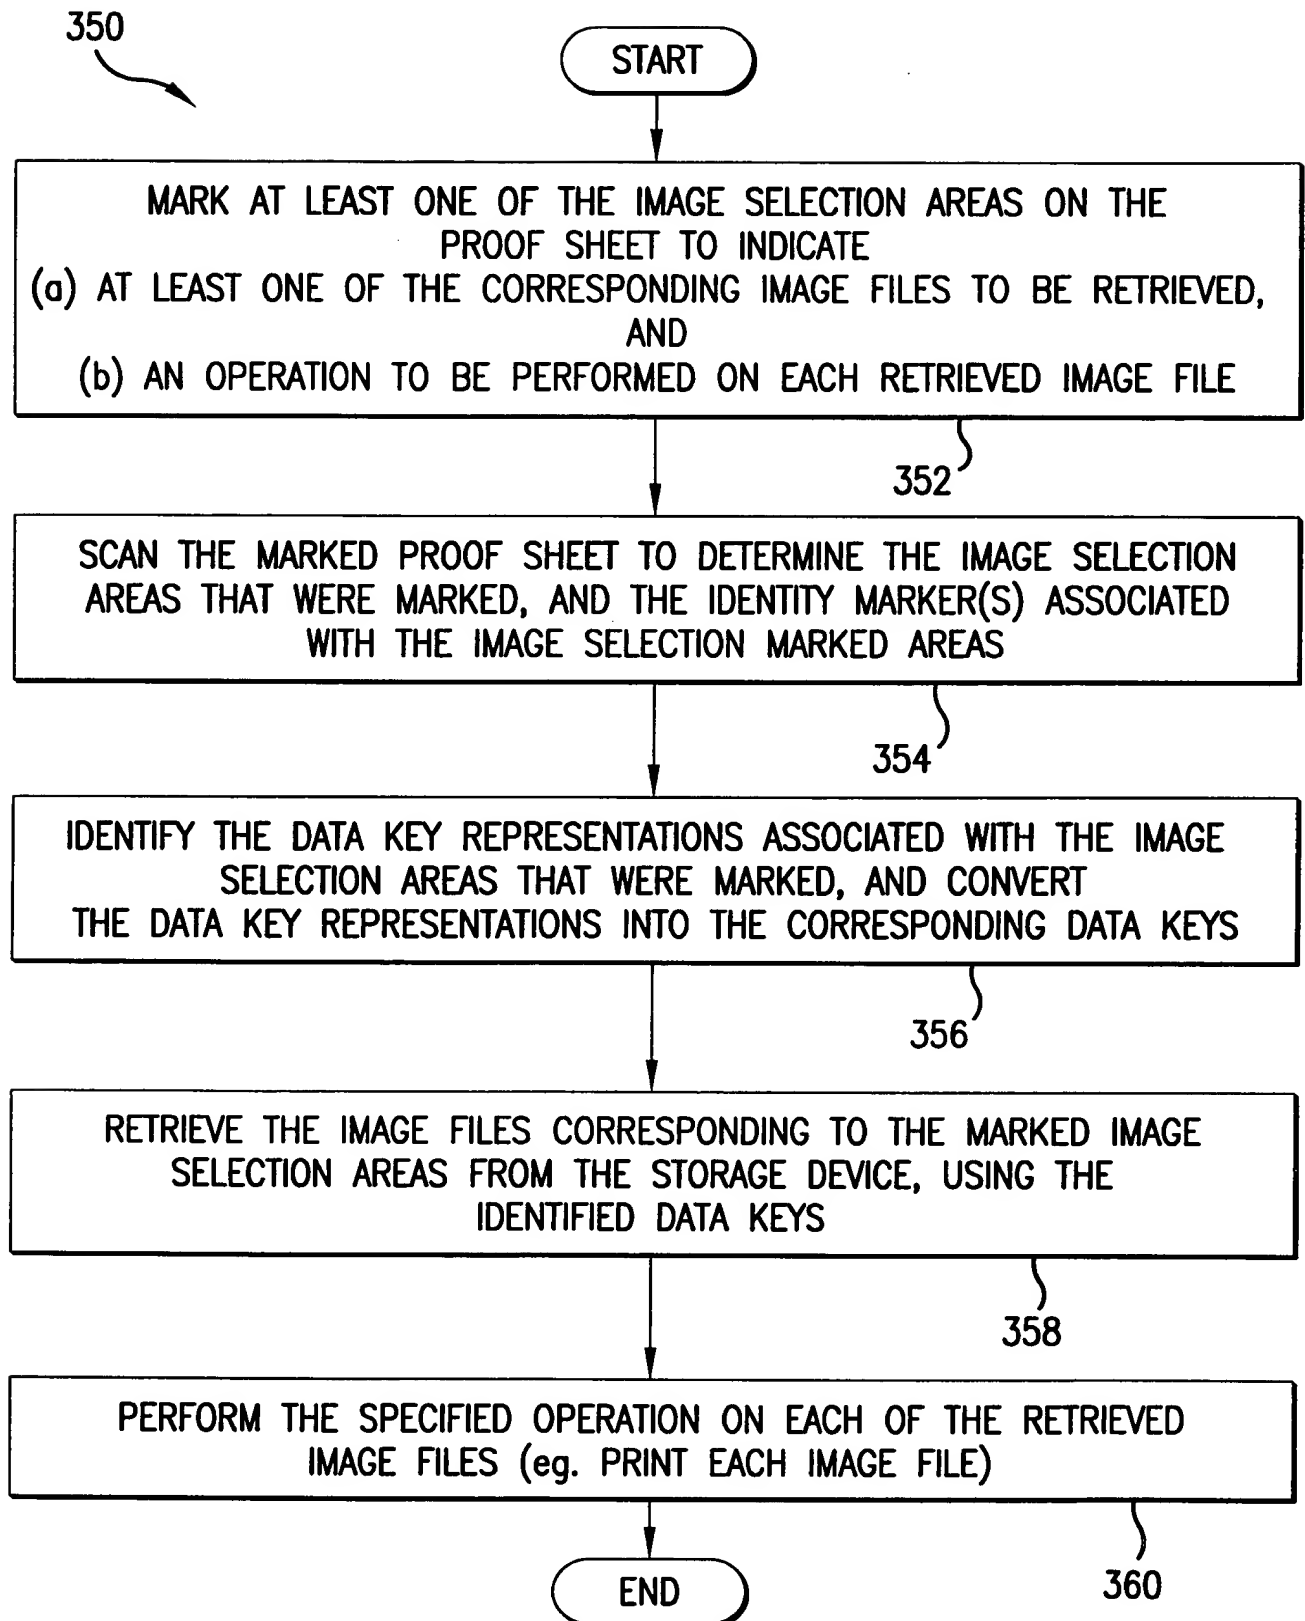 350
START
MARK AT LEAST ONE OF THE IMAGE SELECTION AREAS ON THE
PROOF SHEET TO INDICATE
(a) AT LEAST ONE OF THE CORRESPONDING IMAGE FILES TO BE RETRIEVED,
AND
(b) AN OPERATION TO BE PERFORMED ON EACH RETRIEVED IMAGE FILE
352
SCAN THE MARKED PROOF SHEET TO DETERMINE THE IMAGE SELECTION
AREAS THAT WERE MARKED, AND THE IDENTITY MARKER(S) ASSOCIATED
WITH THE IMAGE SELECTION MARKED AREAS
354
IDENTIFY THE DATA KEY REPRESENTATIONS ASSOCIATED WITH THE IMAGE
SELECTION AREAS THAT WERE MARKED, AND CONVERT
THE DATA KEY REPRESENTATIONS INTO THE CORRESPONDING DATA KEYS
356
RETRIEVE THE IMAGE FILES CORRESPONDING TO THE MARKED IMAGE
SELECTION AREAS FROM THE STORAGE DEVICE, USING THE
IDENTIFIED DATA KEYS
358
PERFORM THE SPECIFIED OPERATION ON EACH OF THE RETRIEVED
IMAGE FILES (eg. PRINT EACH IMAGE FILE)
360
END